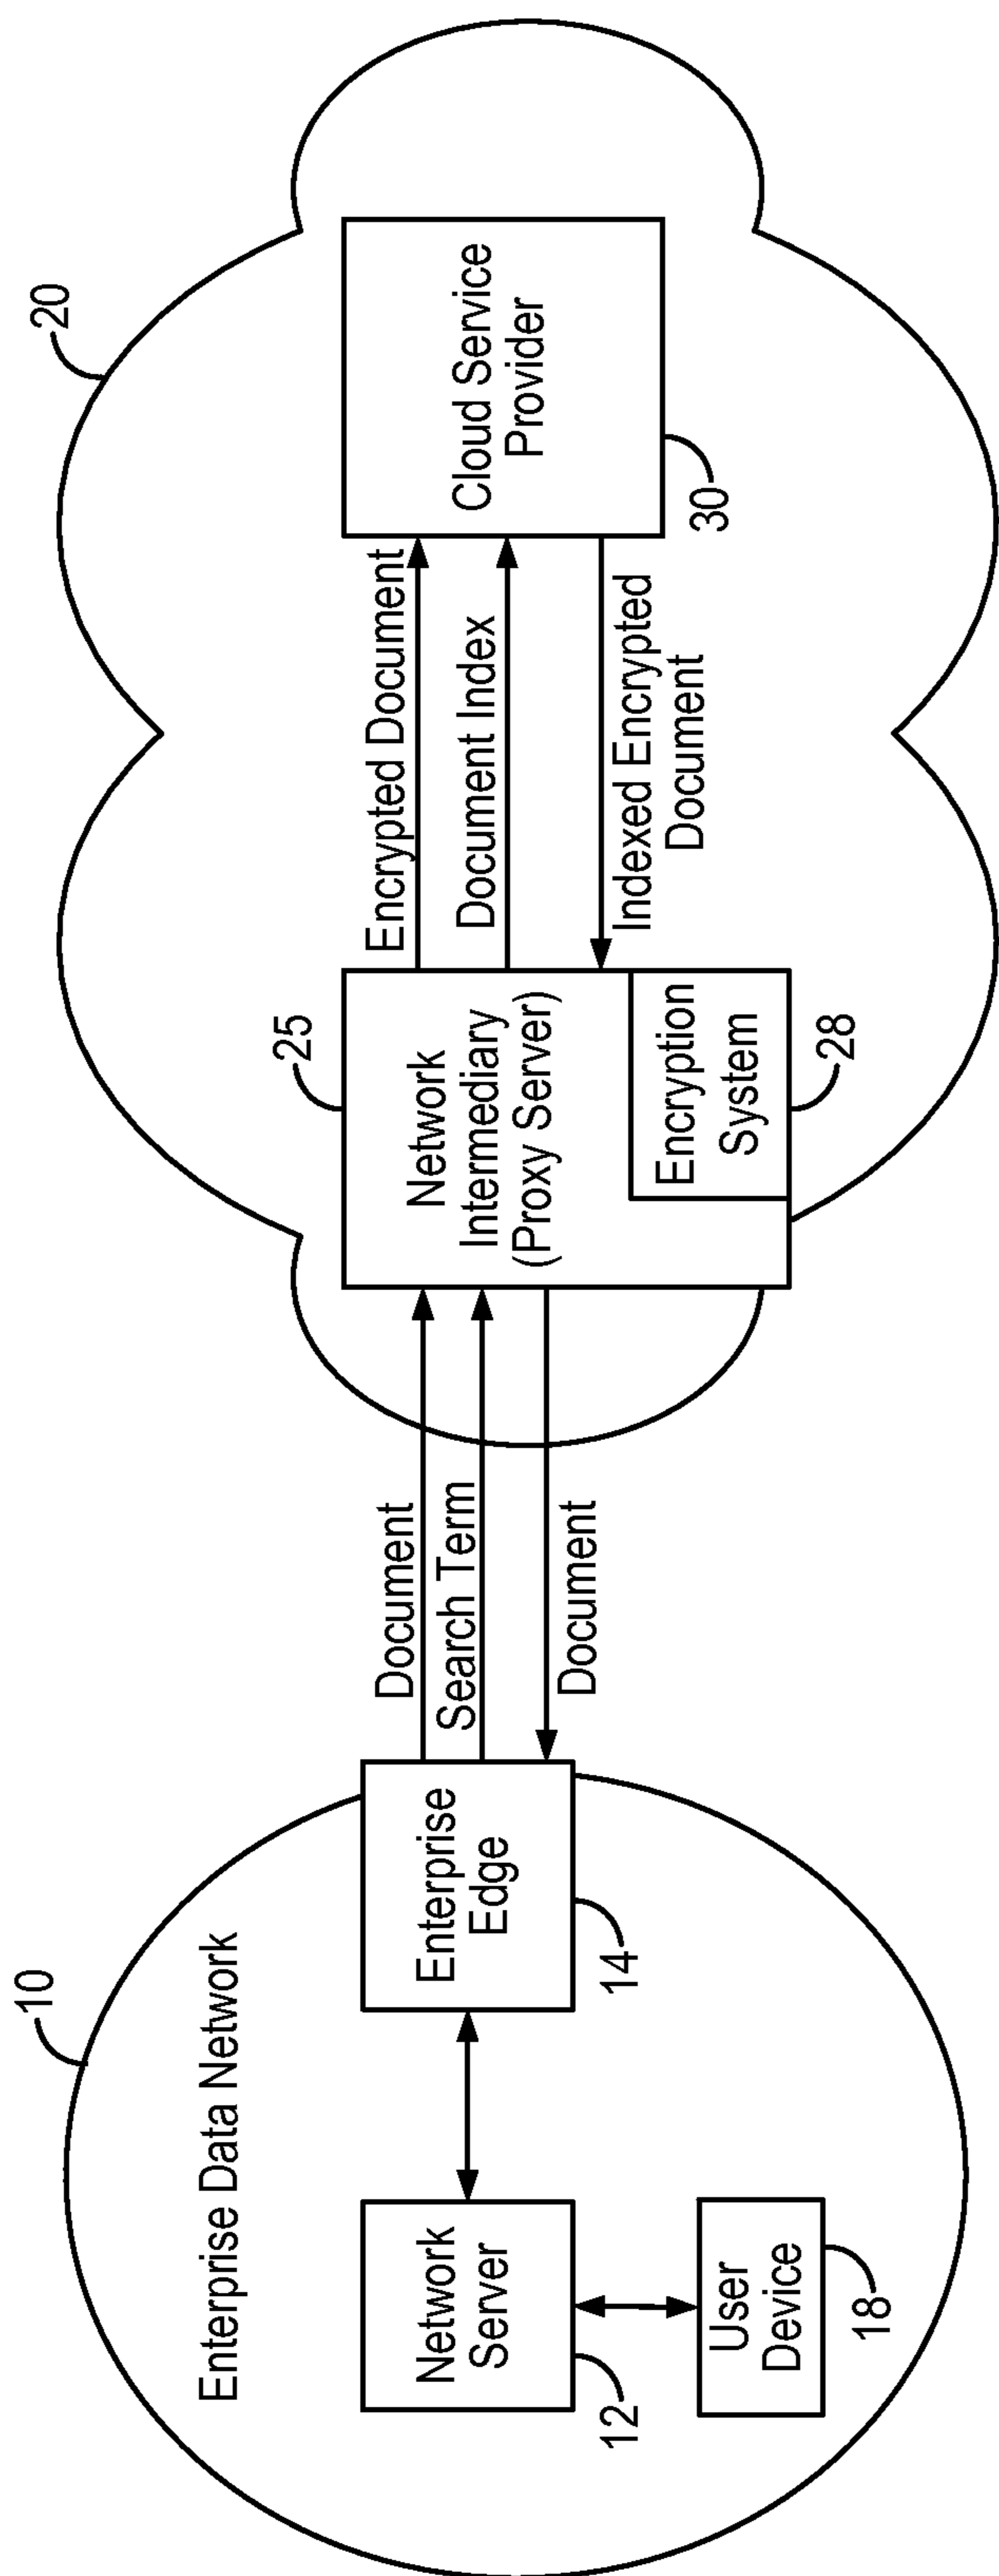 10
Enterprise Data Network
Network
Server
12
User
Device
18
Enterprise
Edge
14
Document
Search Term
Document
20
25
Network
Intermediary
(Proxy Server)
Encryption
System
28
Encrypted Document
Document Index
Indexed Encrypted
Document
Cloud Service
Provider
30